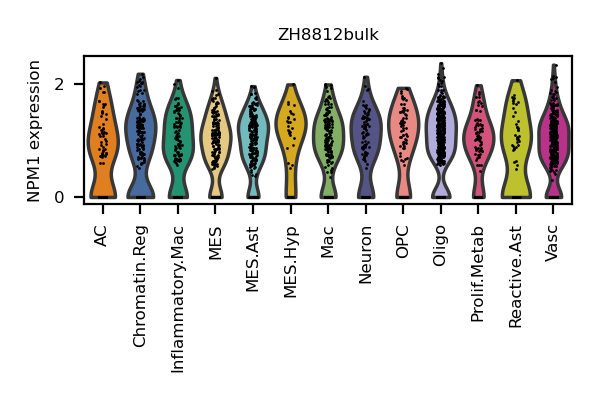 ZH8812bulk
NPM1 expression
2
0
AC
Chromatin.Reg
Inflammatory.Mac
MES
MES.Ast
MES.Hyp
Mac
Neuron
OPC
Oligo
Prolif.Metab
Reactive.Ast
Vasc